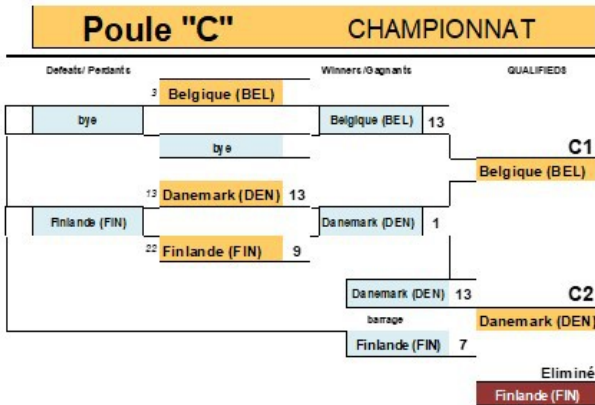 Poule "C" CHAMPIONNAT
Defeats/Perdants Winners/Gagnants QUALIFIEDS
3 Belgique (BEL)
bye Belgique (BEL) 13
bye C1
Belgique (BEL)
13 Danemark (DEN) 13
Finlande (FIN) Danemark (DEN) 1
22 Finlande (FIN) 9
Danemark (DEN) 13 C2
barrage Danemark (DEN)
Finlande (FIN) 7
Eliminé
Finlande (FIN)